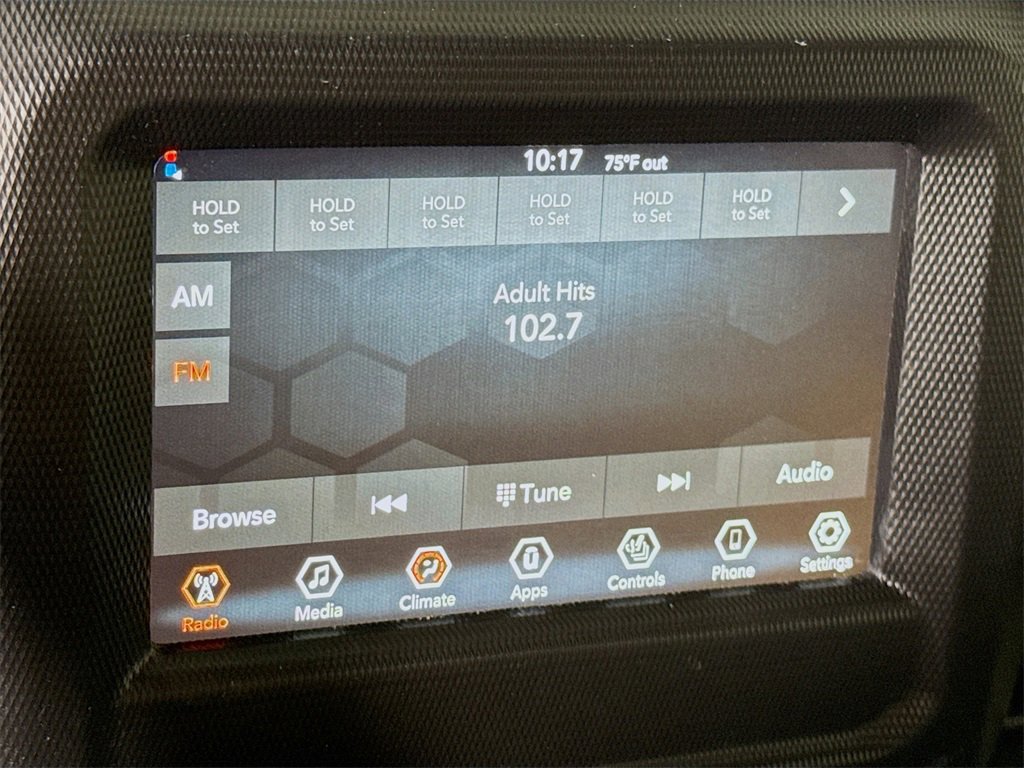 10:17 75°F out
HOLD to Set
HOLD to Set
HOLD to Set
HOLD to Set
HOLD to Set
HOLD to Set
AM
Adult Hits
102.7
FM
Browse Tune Audio
Radio Media Climate Apps Controls Phone Settings